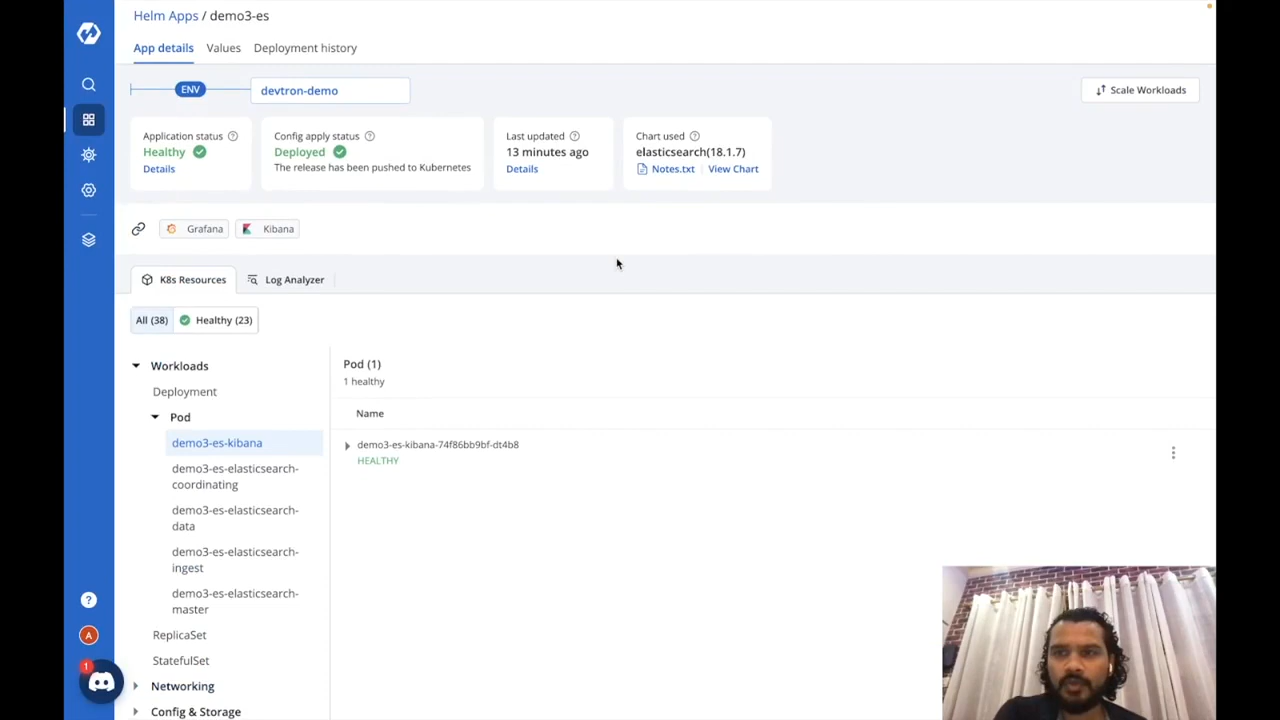 Helm Apps / demo3-es
App details Values Deployment history
ENV devtron-demo Scale Workloads
Application status Config apply status Last updated Chart used
Healthy Deployed 13 minutes ago elasticsearch(18.1.7)
Details The release has been pushed to Kubernetes Details Notes.txt View Chart
Grafana Kibana
K8s Resources Log Analyzer
All (38) Healthy (23)
Workloads
Deployment
Pod
demo3-es-kibana
demo3-es-elasticsearch-
coordinating
demo3-es-elasticsearch-
data
demo3-es-elasticsearch-
ingest
demo3-es-elasticsearch-
master
ReplicaSet
StatefulSet
Networking
Config & Storage
Pod (1)
1 healthy
Name
demo3-es-kibana-74f86bb9bf-dt4b8
HEALTHY
?
A
1